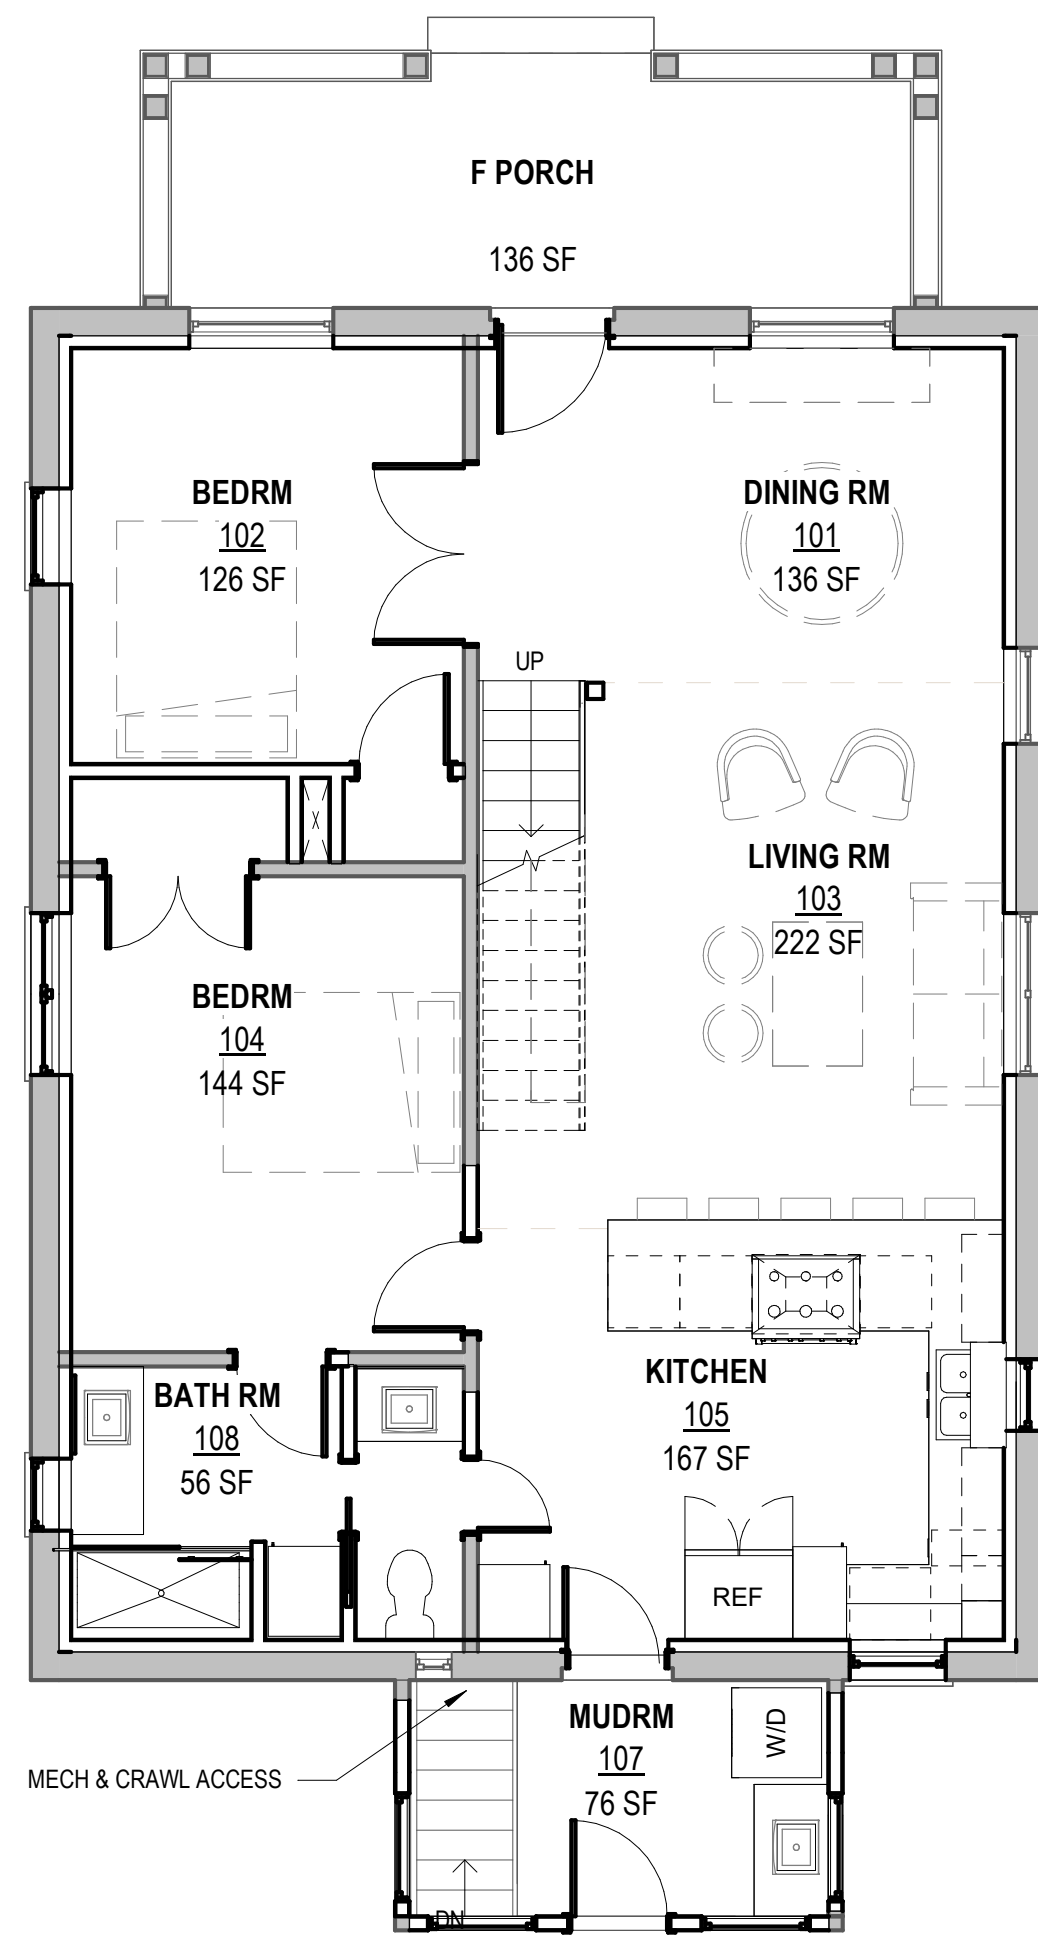 F PORCH
136 SF
BEDRM
102
126 SF
DINING RM
101
136 SF
UP
LIVING RM
103
222 SF
BEDRM
104
144 SF
KITCHEN
105
167 SF
BATH RM
108
56 SF
REF
MUDRM
107
76 SF
W/D
MECH & CRAWL ACCESS
DN